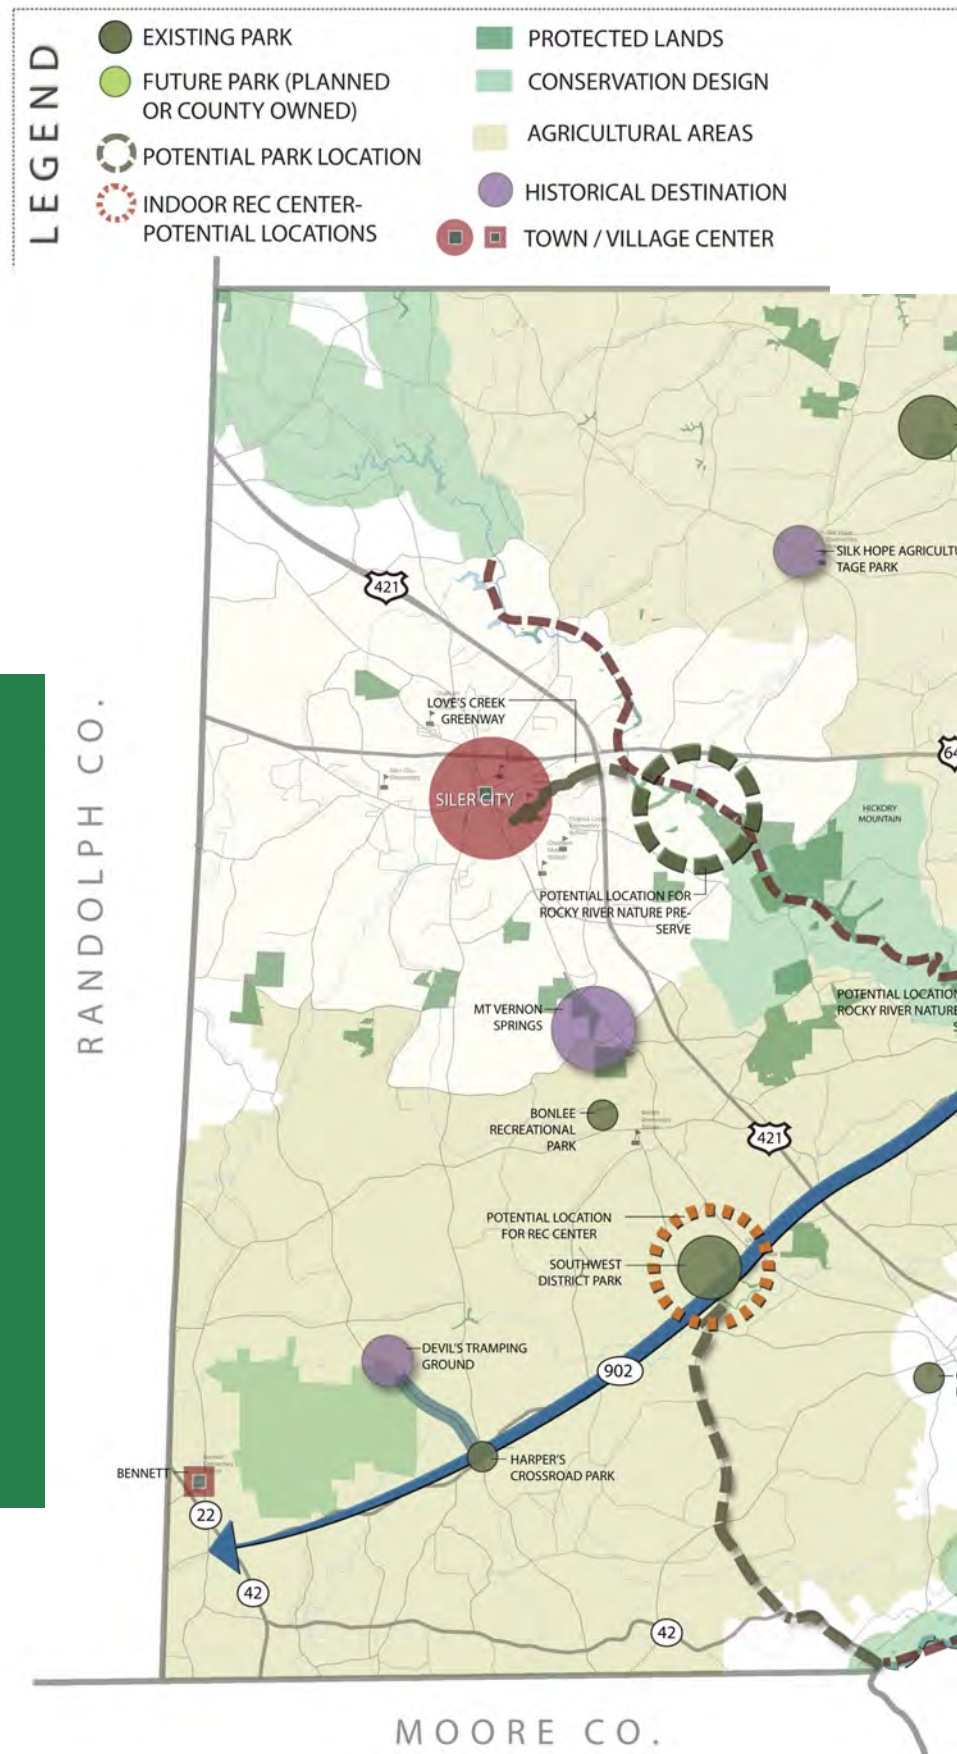 LEGEND
EXISTING PARK
FUTURE PARK (PLANNED
OR COUNTY OWNED)
POTENTIAL PARK LOCATION
INDOOR REC CENTER-
POTENTIAL LOCATIONS
PROTECTED LANDS
CONSERVATION DESIGN
AGRICULTURAL AREAS
HISTORICAL DESTINATION
TOWN / VILLAGE CENTER
SILK HOPE AGRICULTU
TAGE PARK
421
LOVE'S CREEK
GREENWAY
64
SILER CITY
HICKORY
MOUNTAIN
POTENTIAL LOCATION FOR
ROCKY RIVER NATURE PRE-
SERVE
RANDOLPH CO.
MT VERNON
SPRINGS
POTENTIAL LOCATION
ROCKY RIVER NATURE
BONLEE
RECREATIONAL
PARK
421
POTENTIAL LOCATION
FOR REC CENTER
SOUTHWEST
DISTRICT PARK
DEVIL'S TRAMPING
GROUND
902
HARPER'S
CROSSROAD PARK
BENNETT
22
42
42
MOORE CO.